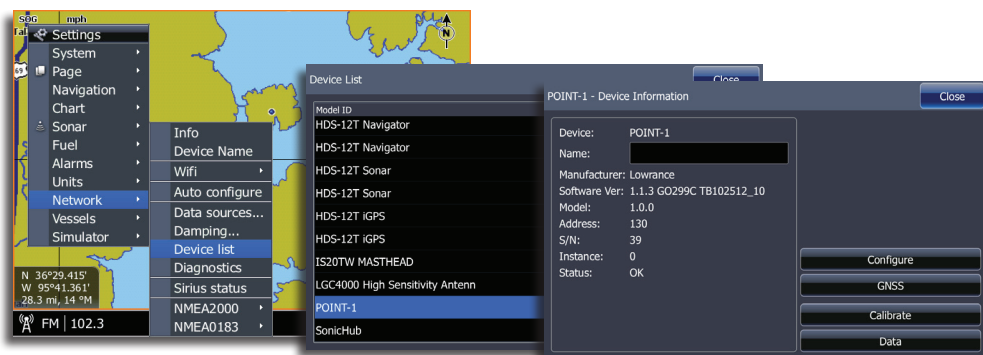 SOG mph
Settings
System
Page
Navigation
Chart
Sonar
Fuel
Alarms
Units
Network
Vessels
Simulator
69
N
Info
Device Name
Wifi
Auto configure
Data sources...
Damping...
Device list
Diagnostics
Sirius status
NMEA2000
NMEA0183
N 36°29.415'
W 95°41.361'
28.3 mi, 14 °M
FM 102.3
Device List
Close
Model ID
HDS-12T Navigator
HDS-12T Navigator
HDS-12T Sonar
HDS-12T Sonar
HDS-12T iGPS
HDS-12T iGPS
IS20TW MASTHEAD
LGC4000 High Sensitivity Antenn
POINT-1
SonicHub
POINT-1 - Device Information
Close
Device: POINT-1
Name:
Manufacturer: Lowrance
Software Ver: 1.1.3 GO299C TB102512_10
Model: 1.0.0
Address: 130
S/N: 39
Instance: 0
Status: OK
Configure
GNSS
Calibrate
Data